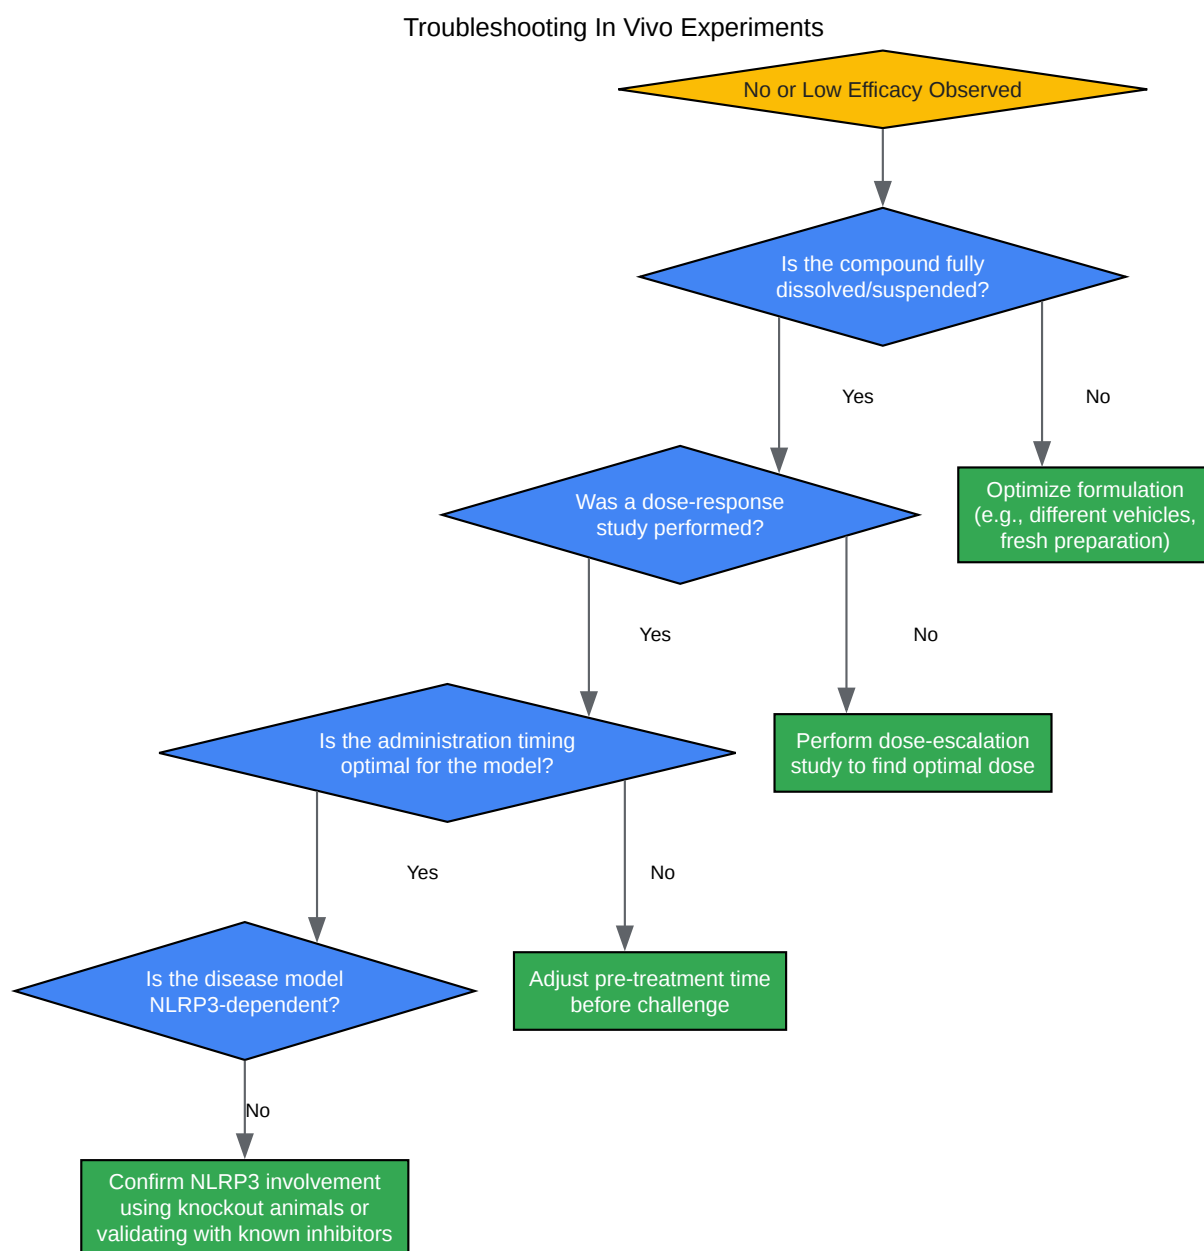 Troubleshooting In Vivo Experiments
No or Low Efficacy Observed
Is the compound fully
dissolved/suspended?
Yes
No
Was a dose-response
study performed?
Optimize formulation
(e.g., different vehicles,
fresh preparation)
Yes
No
Is the administration timing
optimal for the model?
Perform dose-escalation
study to find optimal dose
Yes
No
Is the disease model
NLRP3-dependent?
Adjust pre-treatment time
before challenge
No
Confirm NLRP3 involvement
using knockout animals or
validating with known inhibitors